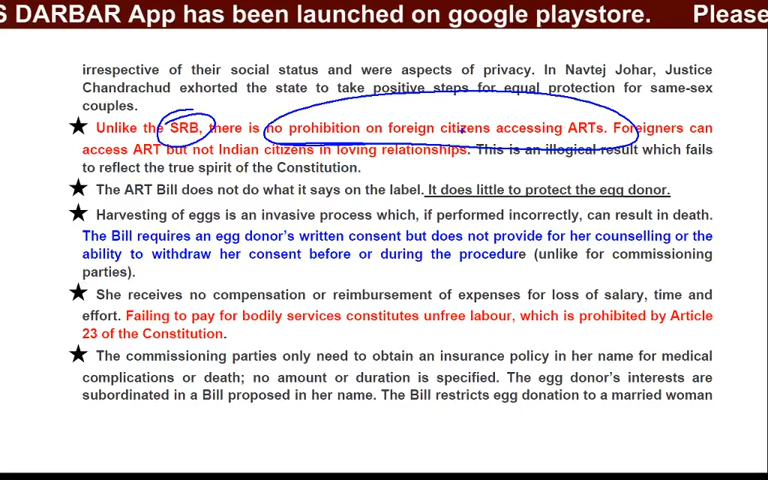 S DARBAR App has been launched on google playstore. Please
irrespective of their social status and were aspects of privacy. In Navtej Johar, Justice
Chandrachud exhorted the state to take positive steps for equal protection for same-sex
couples.
★ Unlike the SRB, there is no prohibition on foreign citizens accessing ARTs. Foreigners can
access ART but not Indian citizens in loving relationships. This is an illogical result which fails
to reflect the true spirit of the Constitution.
★ The ART Bill does not do what it says on the label. It does little to protect the egg donor.
★ Harvesting of eggs is an invasive process which, if performed incorrectly, can result in death.
The Bill requires an egg donor's written consent but does not provide for her counselling or the
ability to withdraw her consent before or during the procedure (unlike for commissioning
parties).
★ She receives no compensation or reimbursement of expenses for loss of salary, time and
effort. Failing to pay for bodily services constitutes unfree labour, which is prohibited by Article
23 of the Constitution.
★ The commissioning parties only need to obtain an insurance policy in her name for medical
complications or death; no amount or duration is specified. The egg donor's interests are
subordinated in a Bill proposed in her name. The Bill restricts egg donation to a married woman